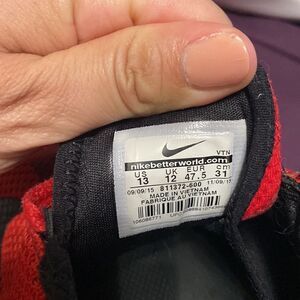 VTN
nikebetterworld.com
US UK EUR cm
13 12 47.5 31
09/09/15 811372-600 11/09/15
MADE IN VIETNAM
FABRIQUE AU VIETNAM